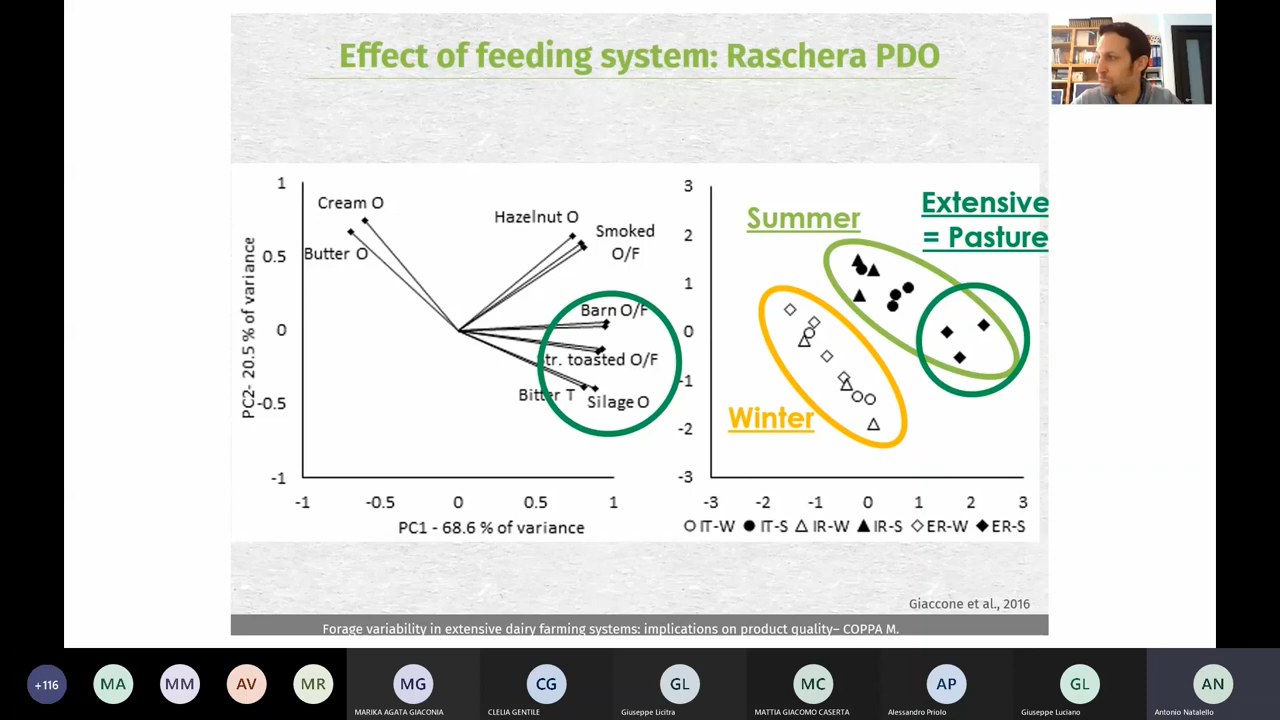 Effect of feeding system: Raschera PDO
1
0.5
0
-0.5
-1
PC2- 20.5 % of variance
Cream O
Butter O
Hazelnut O
Smoked
O/F
Barn O/F
Str. toasted O/F
Bitter T
Silage O
-1
-0.5
0
0.5
1
PC1 - 68.6 % of variance
3
2
1
0
-1
-2
-3
Summer
Extensive
= Pasture
Winter
-3
-2
-1
0
1
2
3
IT-W IT-S IR-W IR-S ER-W ER-S
Giaccone et al., 2016
Forage variability in extensive dairy farming systems: implications on product quality– COPPA M.
+116
MA
MM
AV
MR
MG
MARIKA AGATA GIACONIA
CG
CLELIA GENTILE
GL
Giuseppe Licitra
MC
MATTIA GIACOMO CASERTA
AP
Alessandro Priolo
GL
Giuseppe Luciano
AN
Antonio Natalello